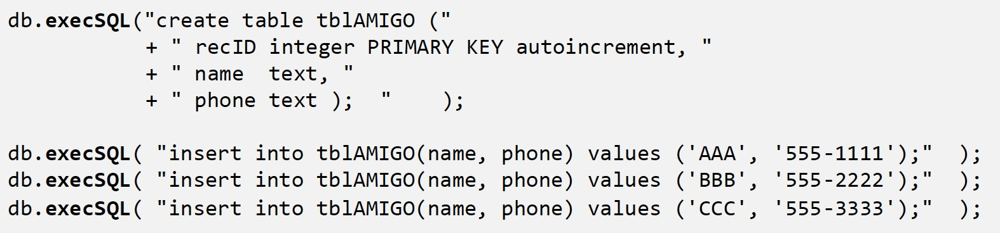 db.execSQL("create table tblAMIGO ("
+ " recID integer PRIMARY KEY autoincrement, "
+ " name  text, "
+ " phone text );  "    );
db.execSQL( "insert into tblAMIGO(name, phone) values ('AAA', '555-1111');"  );
db.execSQL( "insert into tblAMIGO(name, phone) values ('BBB', '555-2222');"  );
db.execSQL( "insert into tblAMIGO(name, phone) values ('CCC', '555-3333');"  );